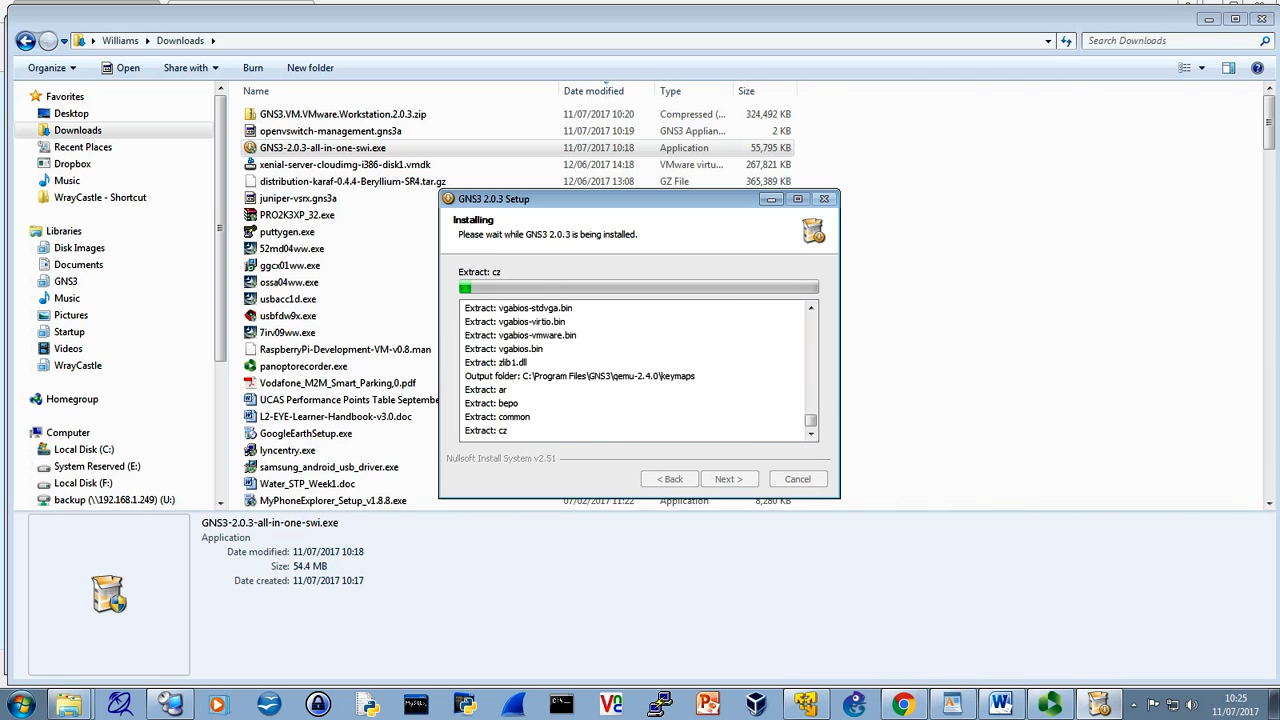 Williams
Downloads
Search Downloads
Organize
Open
Share with
Burn
New folder
Favorites
Desktop
Downloads
Recent Places
Dropbox
Music
WrayCastle - Shortcut
Libraries
Disk Images
Documents
GNS3
Music
Pictures
Startup
Videos
WrayCastle
Homegroup
Computer
Local Disk (C:)
System Reserved (E:)
Local Disk (F:)
backup (\\192.168.1.249) (U:)
Name Date modified Type Size
GNS3.VM.VMware.Workstation.2.0.3.zip 11/07/2017 10:20 Compressed (... 324,492 KB
openvswitch-management.gns3a 11/07/2017 10:19 GNS3 Applian... 2 KB
GNS3-2.0.3-all-in-one-swi.exe 11/07/2017 10:18 Application 55,795 KB
xenial-server-cloudimg-i386-disk1.vmdk 12/06/2017 14:18 VMware virtu... 267,821 KB
distribution-karaf-0.4.4-Beryllium-SR4.tar.gz 12/06/2017 13:08 GZ File 365,389 KB
juniper-vsrx.gns3a
PRO2K3XP_32.exe
puttygen.exe
52md04ww.exe
ggcx01ww.exe
ossa04ww.exe
usbacc1d.exe
usbfdw9x.exe
7irv09ww.exe
RaspberryPi-Development-VM-v0.8.man
panoptorecorder.exe
Vodafone_M2M_Smart_Parking,0.pdf
UCAS Performance Points Table Septembe
L2-EYE-Learner-Handbook-v3.0.doc
GoogleEarthSetup.exe
lyncentry.exe
samsung_android_usb_driver.exe
Water_STP_Week1.doc
MyPhoneExplorer_Setup_v1.8.8.exe 07/02/2017 11:22 Application 8,280 KB
GNS3 2.0.3 Setup
Installing
Please wait while GNS3 2.0.3 is being installed.
Extract: cz
Extract: vgabios-stdvga.bin
Extract: vgabios-virtio.bin
Extract: vgabios-vmware.bin
Extract: vgabios.bin
Extract: zlib1.dll
Output folder: C:\Program Files\GNS3\qemu-2.4.0\keymaps
Extract: ar
Extract: bepo
Extract: common
Extract: cz
Nullsoft Install System v2.51
< Back
Next >
Cancel
GNS3-2.0.3-all-in-one-swi.exe
Application
Date modified: 11/07/2017 10:18
Size: 54.4 MB
Date created: 11/07/2017 10:17
10:25
11/07/2017